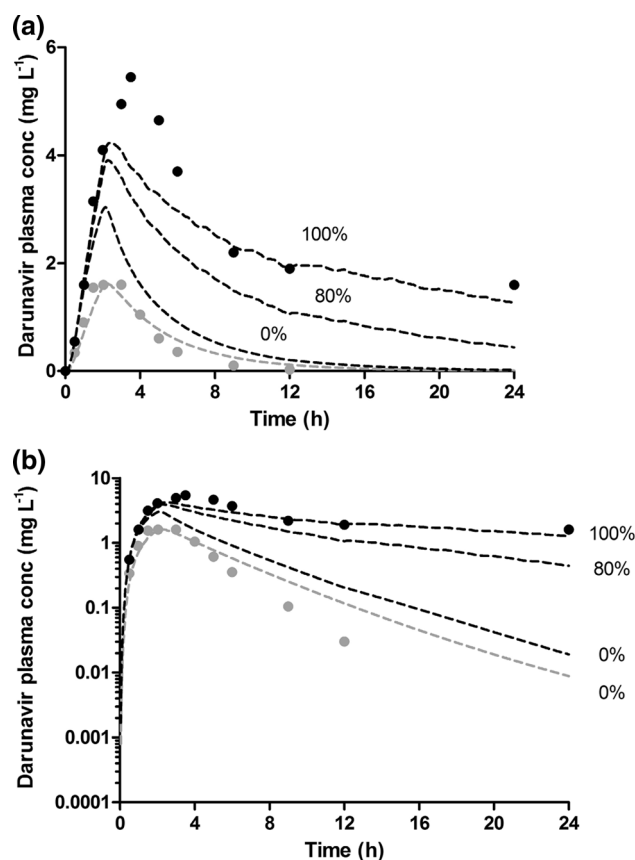 (a)
Darunavir plasma conc (mg L-1)
6
4
2
0
100%
80%
0%
0 4 8 12 16 20 24
Time (h)
(b)
Darunavir plasma conc (mg L-1)
10
1
0.1
0.01
0.001
0.0001
100%
80%
0%
0%
0 4 8 12 16 20 24
Time (h)